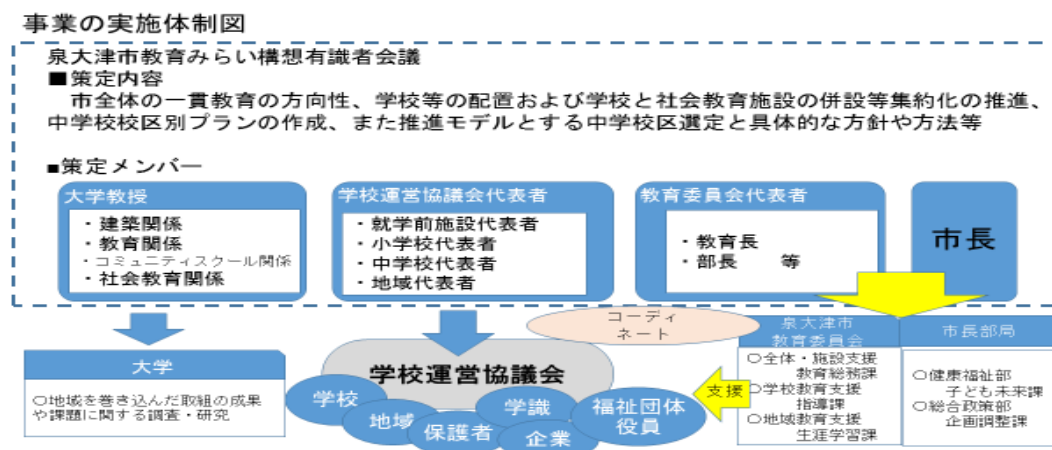 事業の実施体制図
泉大津市教育みらい構想有識者会議
■策定内容
市全体の一貫教育の方向性、学校等の配置および学校と社会教育施設の併設等集約化の推進、
中学校校区別プランの作成、また推進モデルとする中学校区選定と具体的な方針や方法等
■策定メンバー
大学教授
・建築関係
・教育関係
・コミュニティスクール関係
・社会教育関係
学校運営協議会代表者
・就学前施設代表者
・小学校代表者
・中学校代表者
・地域代表者
教育委員会代表者
・教育長
・部長　等
市長
コーディ
ネート
大学
〇地域を巻き込んだ取組の成果
や課題に関する調査・研究
学校運営協議会
学校
地域
保護者
学識
企業
福祉団体
役員
支援
泉大津市
教育委員会
〇全体・施設支援
教育総務課
〇学校教育支援
指導課
〇地域教育支援
生涯学習課
市長部局
〇健康福祉部
子ども未来課
〇総合政策部
企画調整課